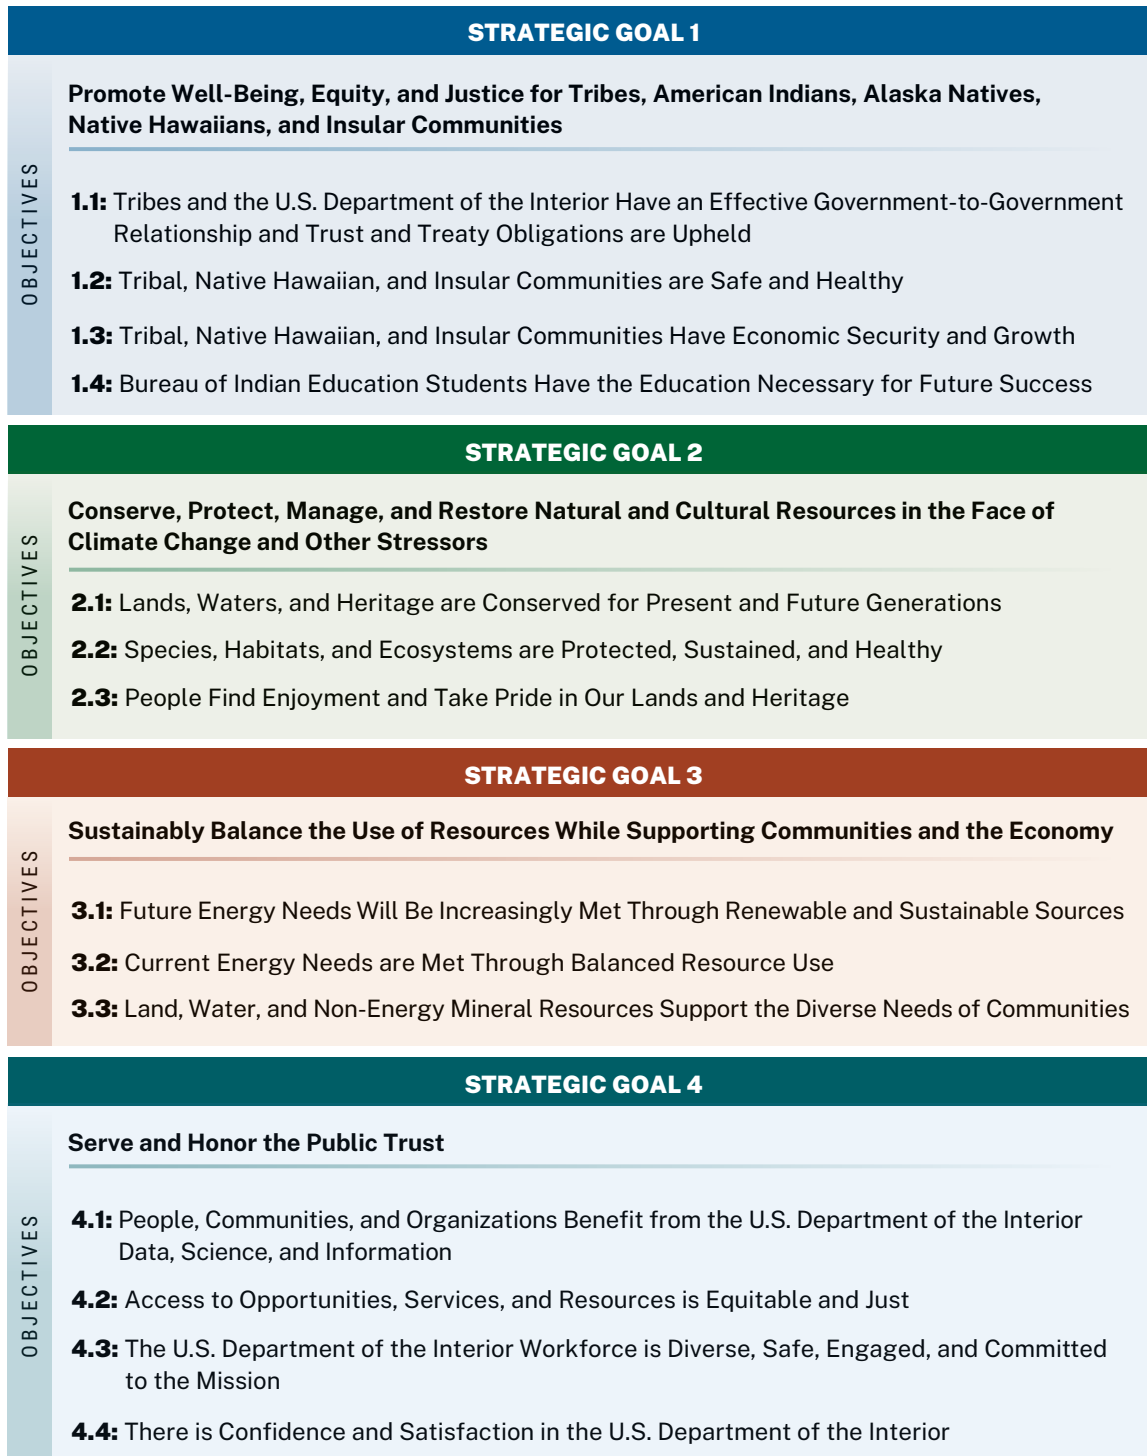 STRATEGIC GOAL 1
OBJECTIVES
Promote Well-Being, Equity, and Justice for Tribes, American Indians, Alaska Natives,
Native Hawaiians, and Insular Communities
1.1: Tribes and the U.S. Department of the Interior Have an Effective Government-to-Government
Relationship and Trust and Treaty Obligations are Upheld
1.2: Tribal, Native Hawaiian, and Insular Communities are Safe and Healthy
1.3: Tribal, Native Hawaiian, and Insular Communities Have Economic Security and Growth
1.4: Bureau of Indian Education Students Have the Education Necessary for Future Success
STRATEGIC GOAL 2
OBJECTIVES
Conserve, Protect, Manage, and Restore Natural and Cultural Resources in the Face of
Climate Change and Other Stressors
2.1: Lands, Waters, and Heritage are Conserved for Present and Future Generations
2.2: Species, Habitats, and Ecosystems are Protected, Sustained, and Healthy
2.3: People Find Enjoyment and Take Pride in Our Lands and Heritage
STRATEGIC GOAL 3
OBJECTIVES
Sustainably Balance the Use of Resources While Supporting Communities and the Economy
3.1: Future Energy Needs Will Be Increasingly Met Through Renewable and Sustainable Sources
3.2: Current Energy Needs are Met Through Balanced Resource Use
3.3: Land, Water, and Non-Energy Mineral Resources Support the Diverse Needs of Communities
STRATEGIC GOAL 4
OBJECTIVES
Serve and Honor the Public Trust
4.1: People, Communities, and Organizations Benefit from the U.S. Department of the Interior
Data, Science, and Information
4.2: Access to Opportunities, Services, and Resources is Equitable and Just
4.3: The U.S. Department of the Interior Workforce is Diverse, Safe, Engaged, and Committed
to the Mission
4.4: There is Confidence and Satisfaction in the U.S. Department of the Interior